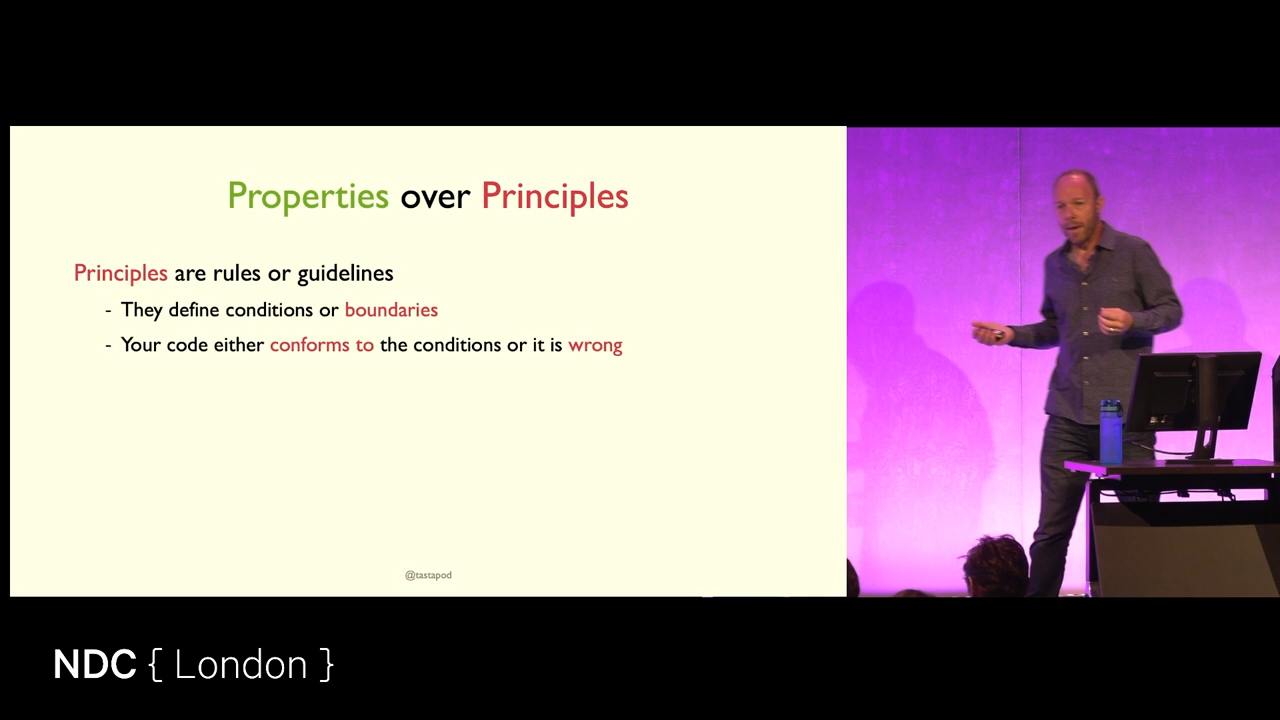 Properties over Principles
Principles are rules or guidelines
- They define conditions or boundaries
- Your code either conforms to the conditions or it is wrong
@tastapod
NDC { London }